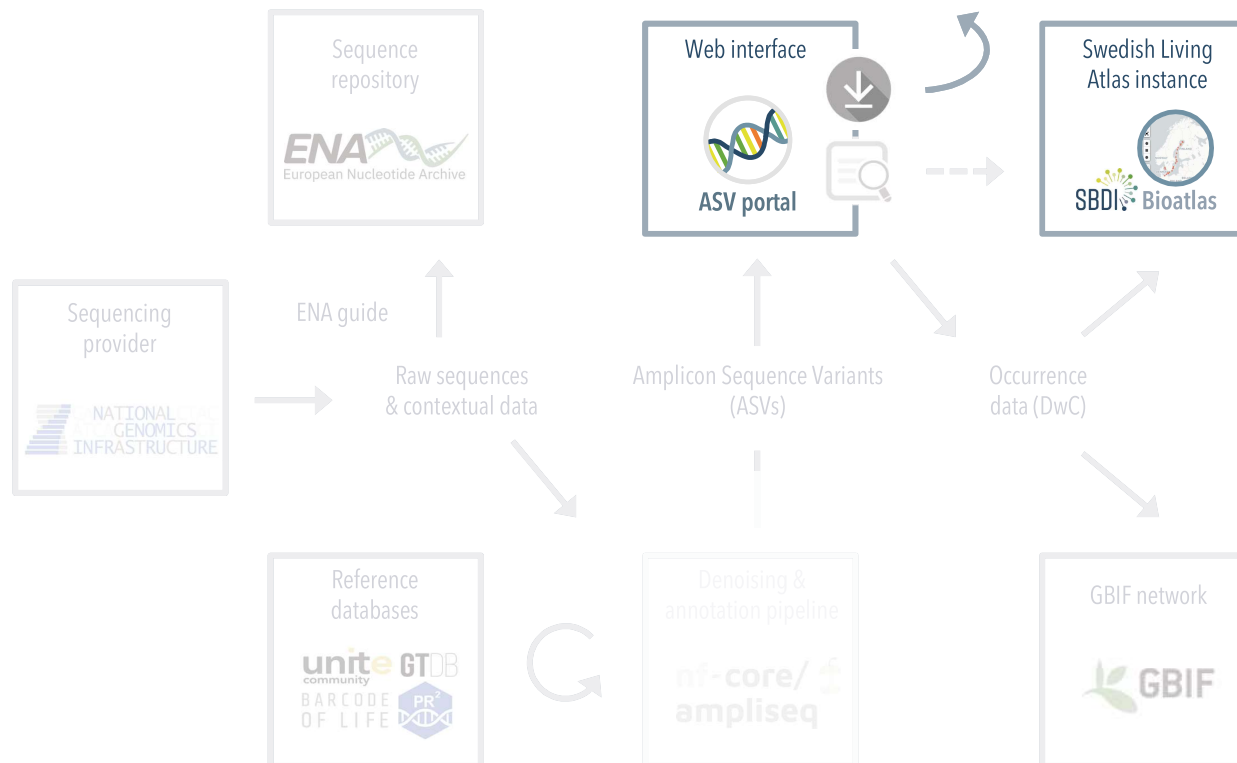 Sequence
repository
ENA
European Nucleotide Archive
Web interface
ASV portal
Swedish Living
Atlas instance
SBDI Bioatlas
Sequencing
provider
NATIONAL
GENOMICS
INFRASTRUCTURE
ENA guide
Raw sequences
& contextual data
Amplicon Sequence Variants
(ASVs)
Occurrence
data (DwC)
Reference
databases
unite
community
GTDB
BARCODE
OF LIFE
PR²
Denoising &
annotation pipeline
nf-core/
ampliseq
GBIF network
GBIF